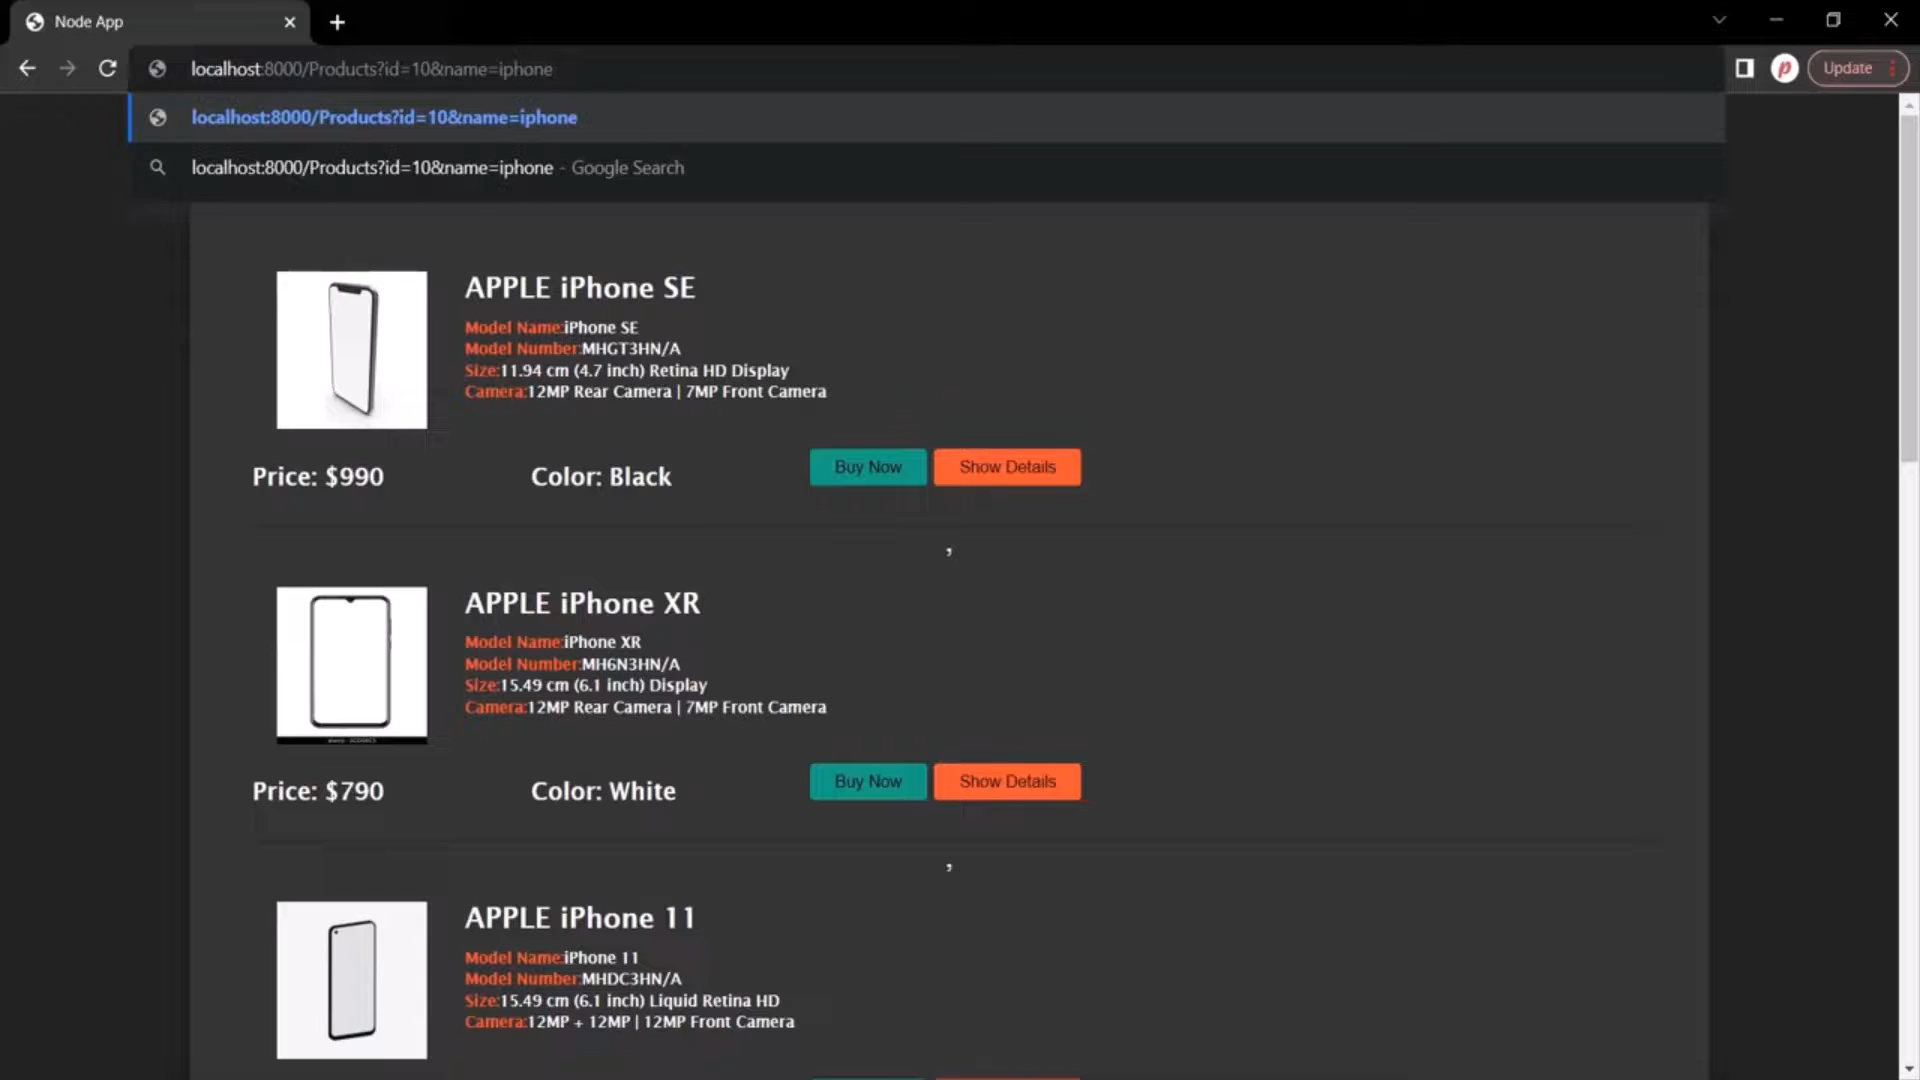 Node App
localhost:8000/Products?id=10&name=iphone
Update
localhost:8000/Products?id=10&name=iphone
localhost:8000/Products?id=10&name=iphone - Google Search
APPLE iPhone SE
Model Name:iPhone SE
Model Number:MHGT3HN/A
Size:11.94 cm (4.7 inch) Retina HD Display
Camera:12MP Rear Camera | 7MP Front Camera
Price: $990
Color: Black
Buy Now
Show Details
,
APPLE iPhone XR
Model Name:iPhone XR
Model Number:MH6N3HN/A
Size:15.49 cm (6.1 inch) Display
Camera:12MP Rear Camera | 7MP Front Camera
Price: $790
Color: White
Buy Now
Show Details
,
APPLE iPhone 11
Model Name:iPhone 11
Model Number:MHDC3HN/A
Size:15.49 cm (6.1 inch) Liquid Retina HD
Camera:12MP + 12MP | 12MP Front Camera